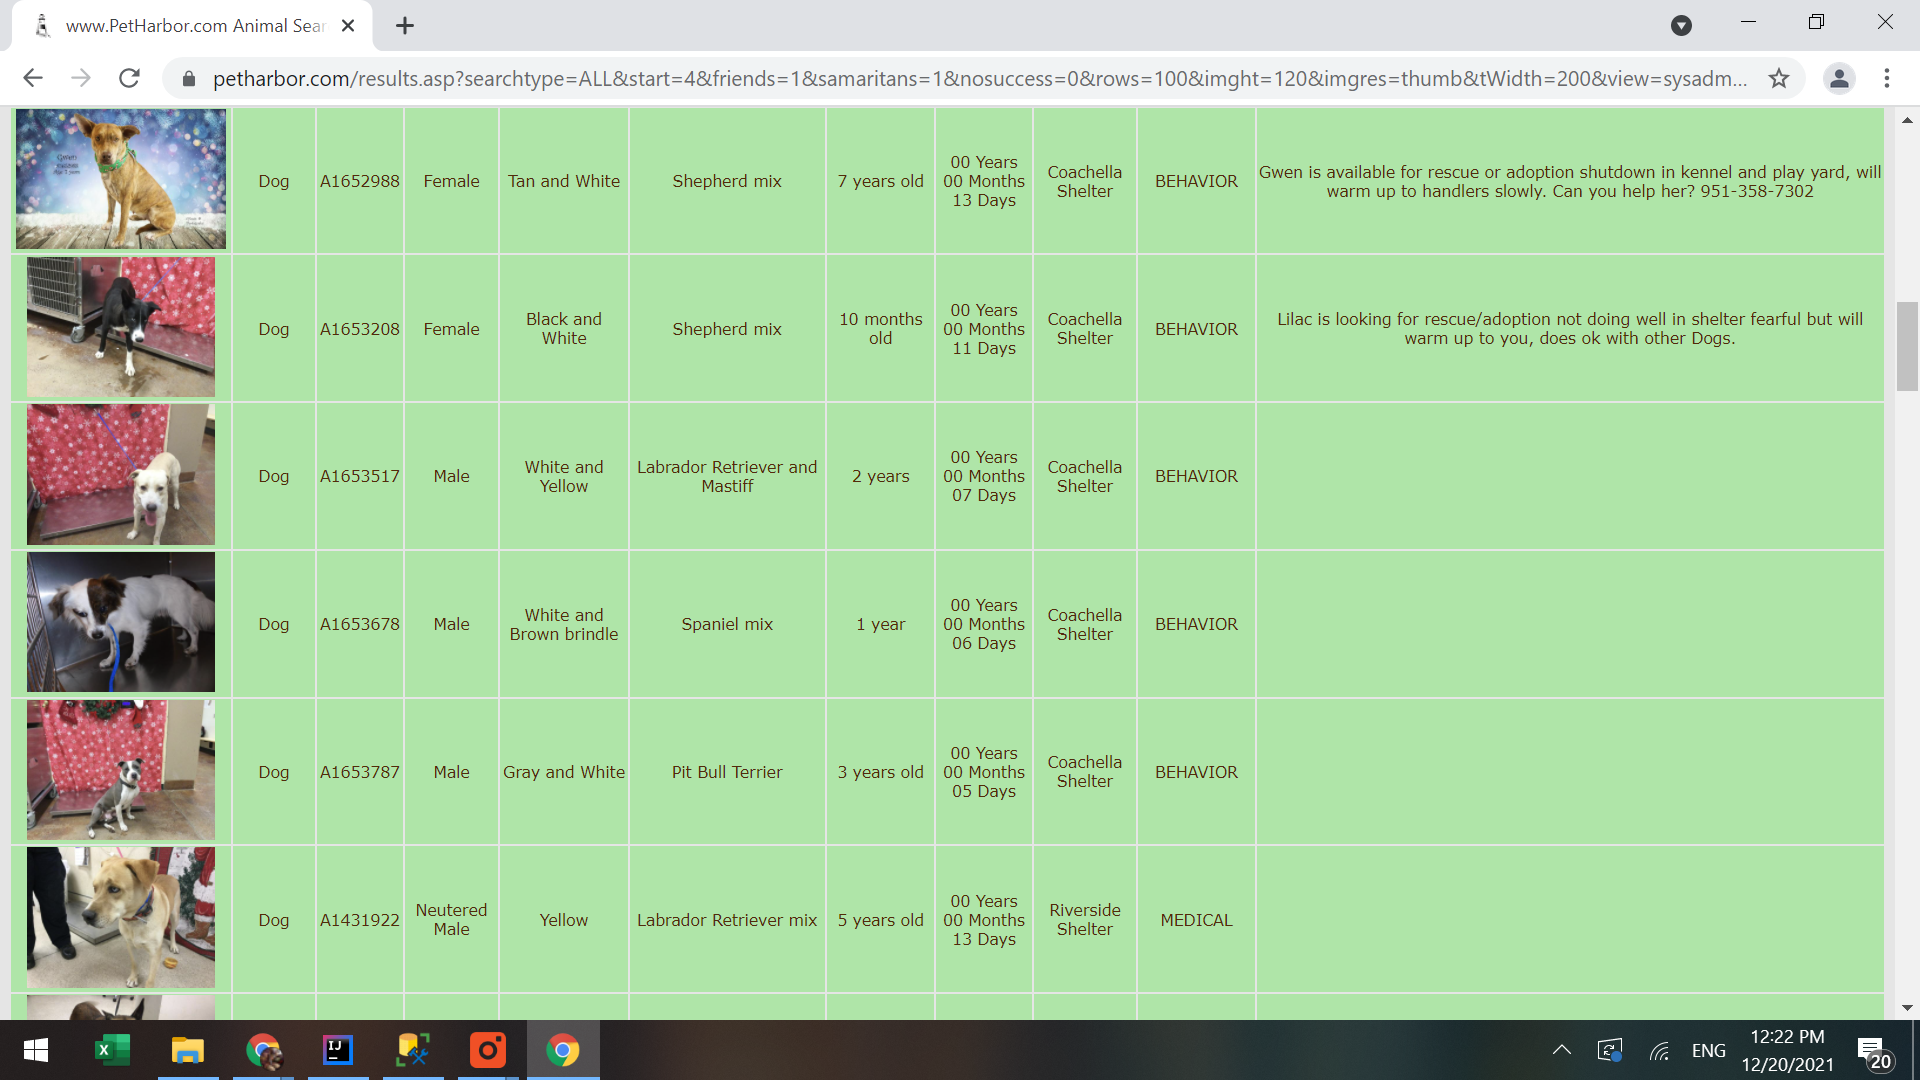 www.PetHarbor.com Animal Sear
petharbor.com/results.asp?searchtype=ALL&start=4&friends=1&samaritans=1&nosuccess=0&rows=100&imght=120&imgres=thumb&tWidth=200&view=sysadm...
Gwen
Dog
A1652988
Female
Tan and White
Shepherd mix
7 years old
00 Years
00 Months
13 Days
Coachella
Shelter
BEHAVIOR
Gwen is available for rescue or adoption shutdown in kennel and play yard, will
warm up to handlers slowly. Can you help her? 951-358-7302
Dog
A1653208
Female
Black and
White
Shepherd mix
10 months
old
00 Years
00 Months
11 Days
Coachella
Shelter
BEHAVIOR
Lilac is looking for rescue/adoption not doing well in shelter fearful but will
warm up to you, does ok with other Dogs.
Dog
A1653517
Male
White and
Yellow
Labrador Retriever and
Mastiff
2 years
00 Years
00 Months
07 Days
Coachella
Shelter
BEHAVIOR
Dog
A1653678
Male
White and
Brown brindle
Spaniel mix
1 year
00 Years
00 Months
06 Days
Coachella
Shelter
BEHAVIOR
Dog
A1653787
Male
Gray and White
Pit Bull Terrier
3 years old
00 Years
00 Months
05 Days
Coachella
Shelter
BEHAVIOR
Dog
A1431922
Neutered
Male
Yellow
Labrador Retriever mix
5 years old
00 Years
00 Months
13 Days
Riverside
Shelter
MEDICAL
IJ
ENG
12:22 PM
12/20/2021
20